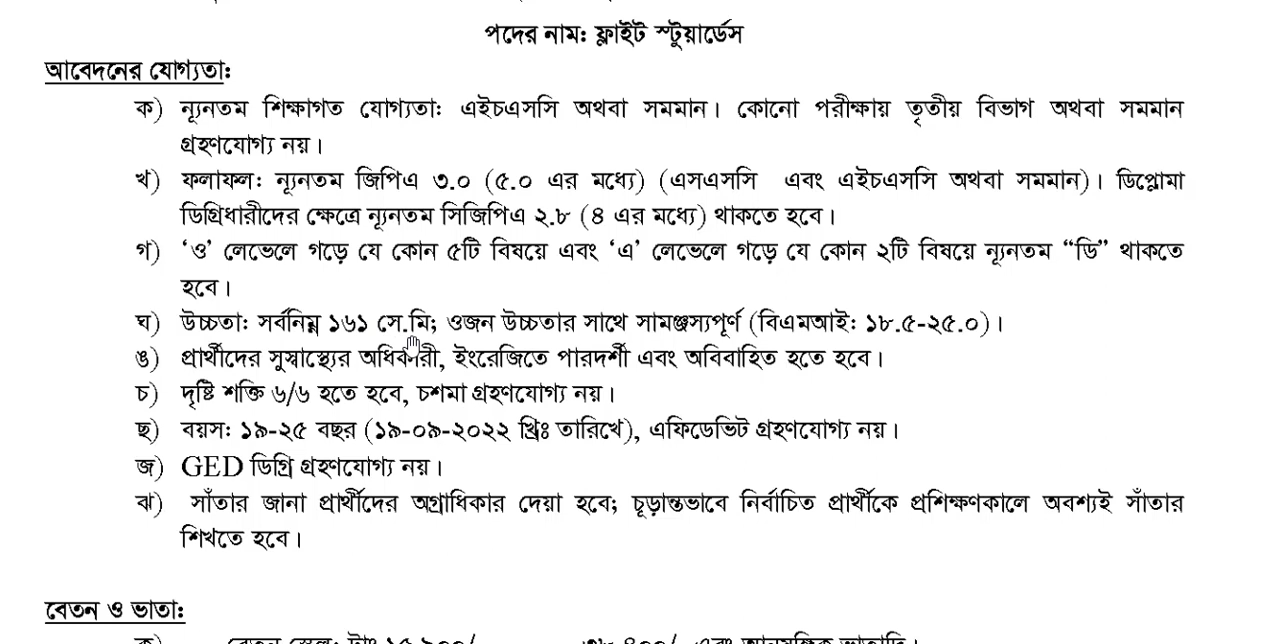 পদের নাম: ফ্লাইট স্টুয়ার্ডেস
আবেদনের যোগ্যতা:
ক) ন্যূনতম শিক্ষাগত যোগ্যতা: এইচএসসি অথবা সমমান। কোনো পরীক্ষায় তৃতীয় বিভাগ অথবা সমমান
গ্রহণযোগ্য নয়।
খ) ফলাফল: ন্যূনতম জিপিএ ৩.০ (৫.০ এর মধ্যে) (এসএসসি এবং এইচএসসি অথবা সমমান)। ডিপ্লোমা
ডিগ্রিধারীদের ক্ষেত্রে ন্যূনতম সিজিপিএ ২.৮ (৪ এর মধ্যে) থাকতে হবে।
গ) ‘ও’ লেভেলে গড়ে যে কোন ৫টি বিষয়ে এবং ‘এ’ লেভেলে গড়ে যে কোন ২টি বিষয়ে ন্যূনতম “ডি” থাকতে
হবে।
ঘ) উচ্চতা: সর্বনিম্ন ১৬১ সে.মি; ওজন উচ্চতার সাথে সামঞ্জস্যপূর্ণ (বিএমআই: ১৮.৫-২৫.০)।
ঙ) প্রার্থীদের সুস্বাস্থ্যের অধিকারী, ইংরেজিতে পারদর্শী এবং অবিবাহিত হতে হবে।
চ) দৃষ্টি শক্তি ৬/৬ হতে হবে, চশমা গ্রহণযোগ্য নয়।
ছ) বয়স: ১৯-২৫ বছর (১৯-০৯-২০২২ খ্রিঃ তারিখে), এফিডেভিট গ্রহণযোগ্য নয়।
জ) GED ডিগ্রি গ্রহণযোগ্য নয়।
ঝ) সাঁতার জানা প্রার্থীদের অগ্রাধিকার দেয়া হবে; চূড়ান্তভাবে নির্বাচিত প্রার্থীকে প্রশিক্ষণকালে অবশ্যই সাঁতার
শিখতে হবে।
বেতন ও ভাতা: